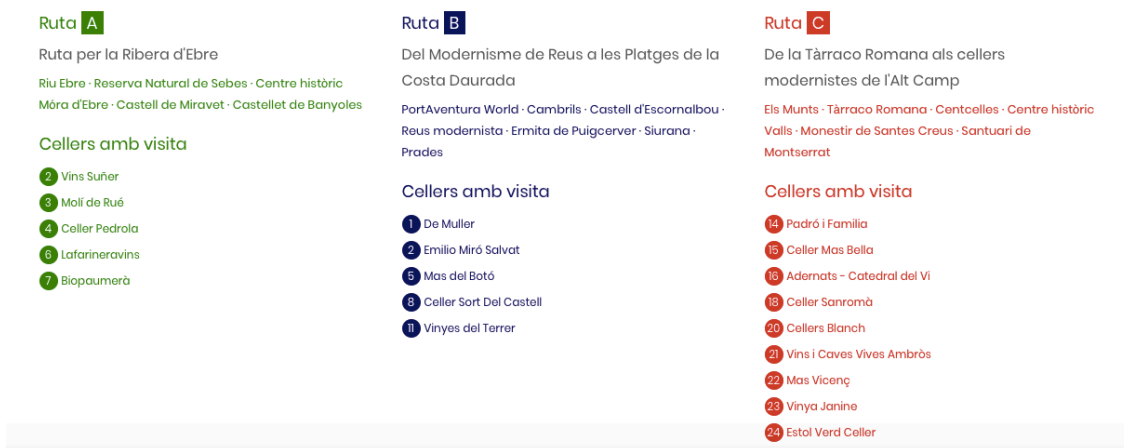 Ruta A
Ruta per la Ribera d'Ebre
Riu Ebre · Reserva Natural de Sebes · Centre històric
Móra d'Ebre · Castell de Miravet · Castellet de Banyoles
Cellers amb visita
2 Vins Suñer
3 Molí de Rué
4 Celler Pedrola
6 Lafarineravins
7 Biopaumerà
Ruta B
Del Modernisme de Reus a les Platges de la
Costa Daurada
PortAventura World · Cambrils · Castell d'Escornalbou ·
Reus modernista · Ermita de Puigcerver · Siurana ·
Prades
Cellers amb visita
1 De Muller
2 Emilio Miró Salvat
5 Mas del Botó
8 Celler Sort Del Castell
11 Vinyes del Terrer
Ruta C
De la Tàrraco Romana als cellers
modernistes de l'Alt Camp
Els Munts · Tàrraco Romana · Centcelles · Centre històric
Valls · Monestir de Santes Creus · Santuari de
Montserrat
Cellers amb visita
14 Padró i Familia
15 Celler Mas Bella
16 Adernats - Catedral del Vi
18 Celler Sanromà
20 Cellers Blanch
21 Vins i Caves Vives Ambròs
22 Mas Vicenç
23 Vinya Janine
24 Estol Verd Celler